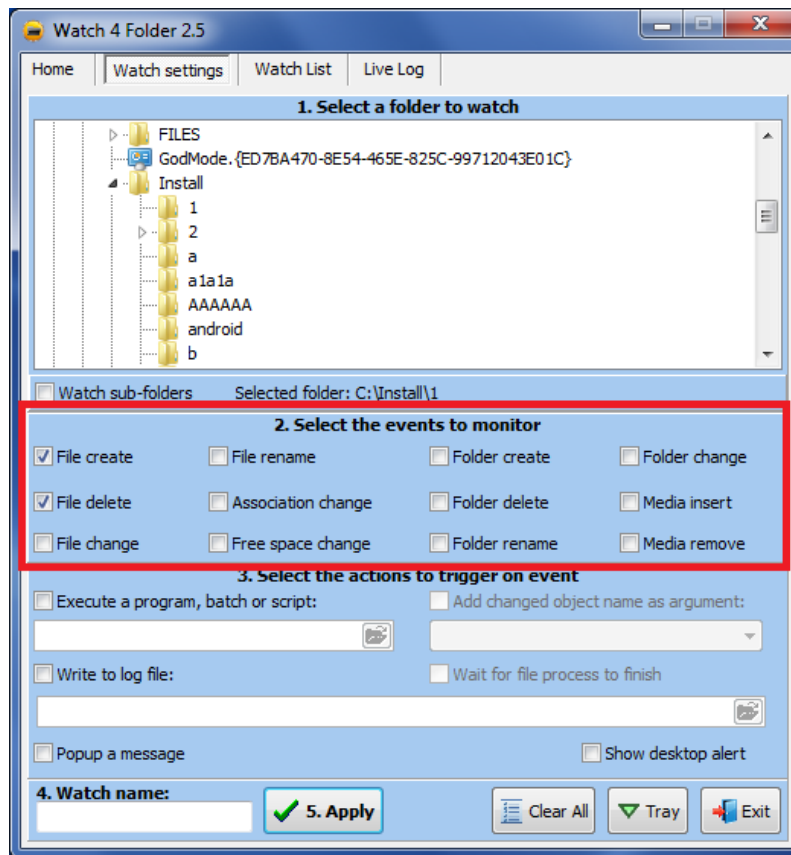 Watch 4 Folder 2.5
Home Watch settings Watch List Live Log
1. Select a folder to watch
FILES
GodMode.{ED7BA470-8E54-465E-825C-99712043E01C}
Install
1
2
a
a1a1a
AAAAAA
android
b
Watch sub-folders Selected folder: C:\Install\1
2. Select the events to monitor
File create File rename Folder create Folder change
File delete Association change Folder delete Media insert
File change Free space change Folder rename Media remove
3. Select the actions to trigger on event
Execute a program, batch or script: Add changed object name as argument:
Write to log file: Wait for file process to finish
Popup a message Show desktop alert
4. Watch name:
5. Apply Clear All Tray Exit